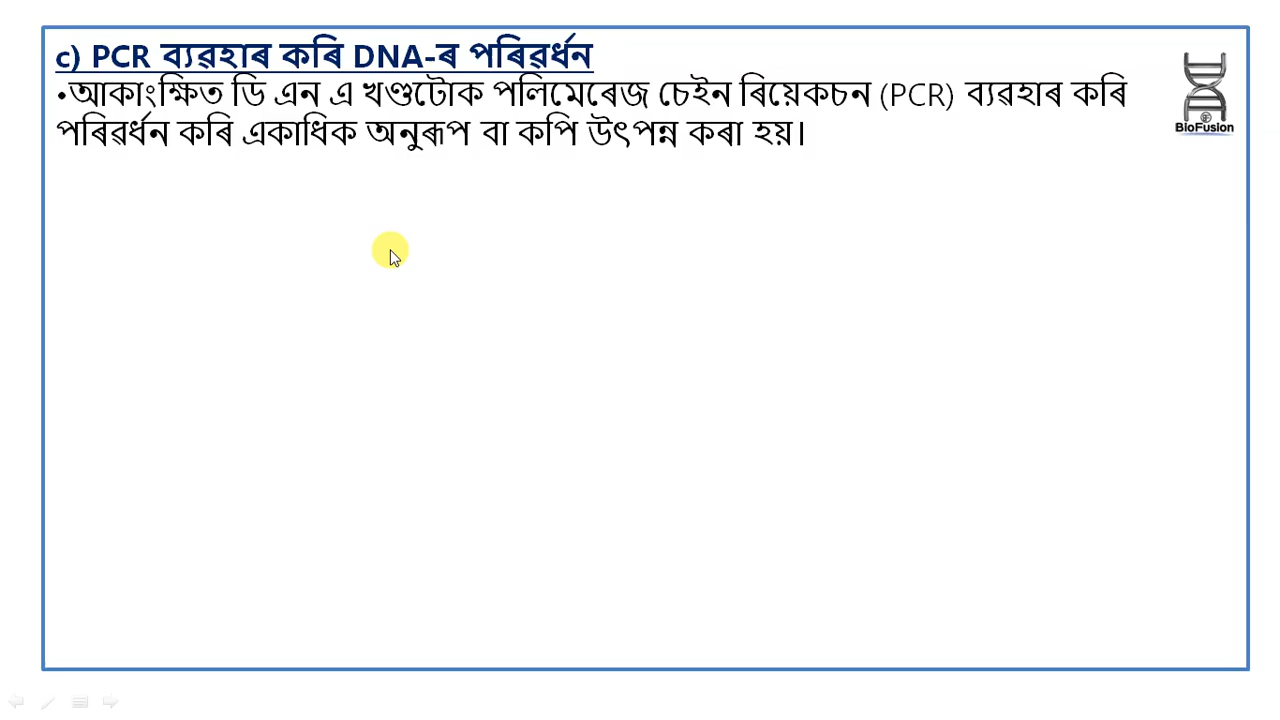 c) PCR ব্যৱহাৰ কৰি DNA-ৰ পৰিৱৰ্ধন
•আকাংক্ষিত ডি এন এ খণ্ডটোক পলিমেৰেজ চেইন ৰিয়েকচন (PCR) ব্যৱহাৰ কৰি
পৰিৱৰ্ধন কৰি একাধিক অনুৰূপ বা কপি উৎপন্ন কৰা হয়।
BioFusion